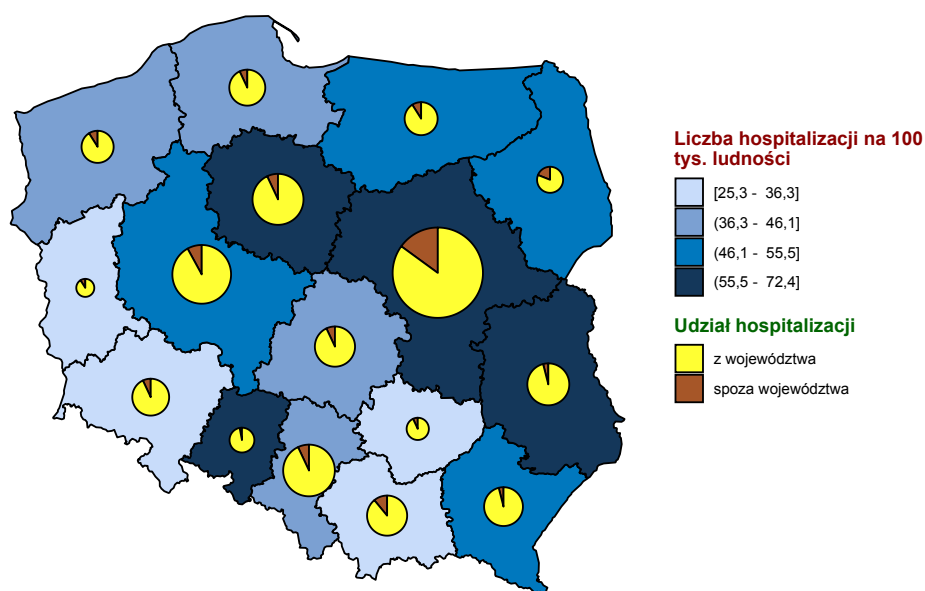 Liczba hospitalizacji na 100
tys. ludności
[25,3 - 36,3]
(36,3 - 46,1]
(46,1 - 55,5]
(55,5 - 72,4]
Udział hospitalizacji
z województwa
spoza województwa